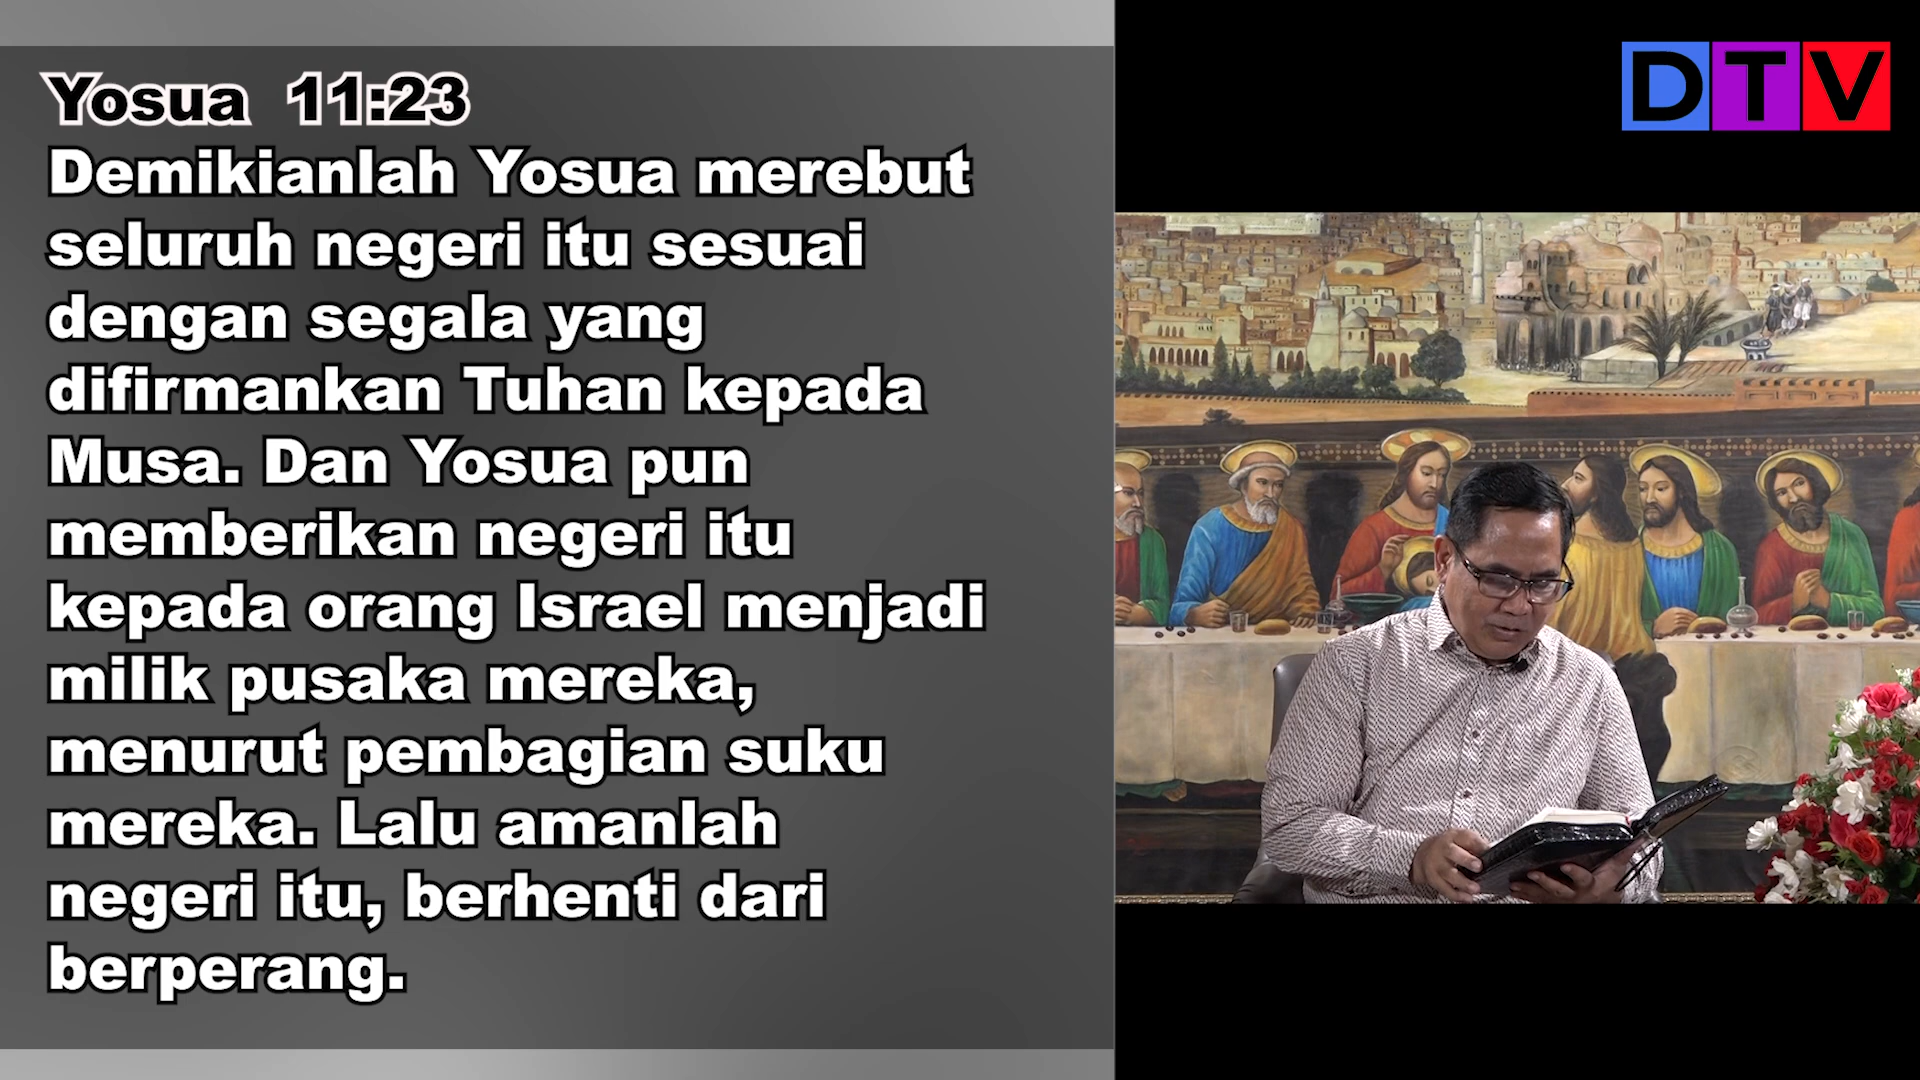 Yosua 11:23
Demikianlah Yosua merebut
seluruh negeri itu sesuai
dengan segala yang
difirmankan Tuhan kepada
Musa. Dan Yosua pun
memberikan negeri itu
kepada orang Israel menjadi
milik pusaka mereka,
menurut pembagian suku
mereka. Lalu amanlah
negeri itu, berhenti dari
berperang.
DTV